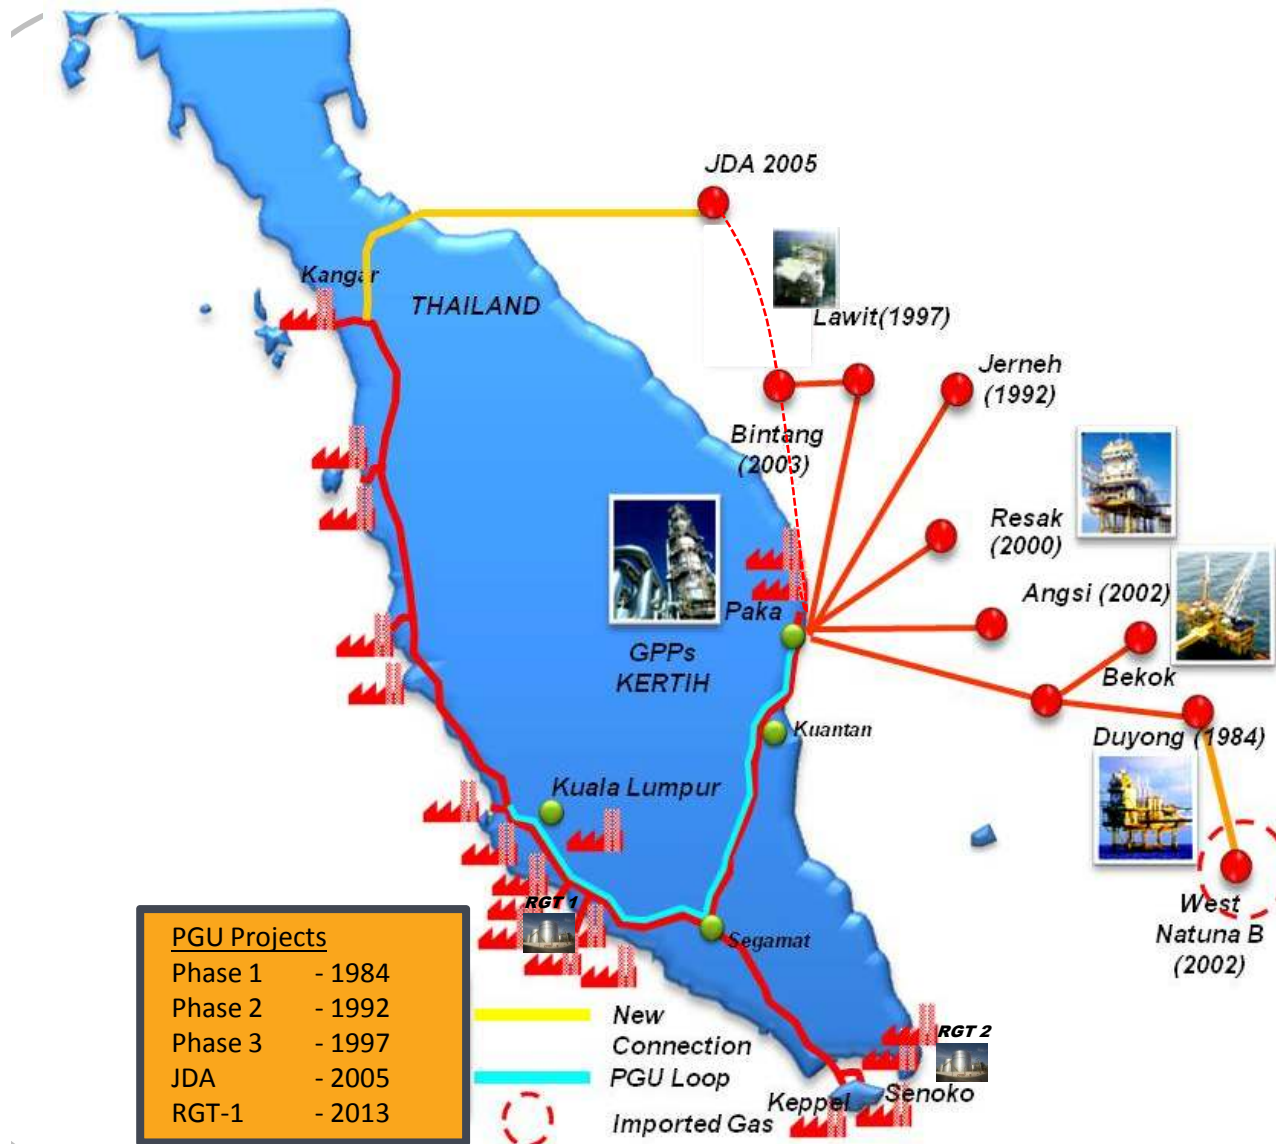 JDA 2005
Kangar
THAILAND
Lawit(1997)
Jerneh
(1992)
Bintang
(2003)
Resak
(2000)
Angsi (2002)
Paka
GPPs
KERTIH
Bekok
Kuantan
Duyong (1984)
Kuala Lumpur
RGT 1
West
Natuna B
(2002)
Segamat
PGU Projects
Phase 1 - 1984
Phase 2 - 1992
Phase 3 - 1997
JDA - 2005
RGT-1 - 2013
New
Connection
PGU Loop
Imported Gas
RGT 2
Keppel
Senoko